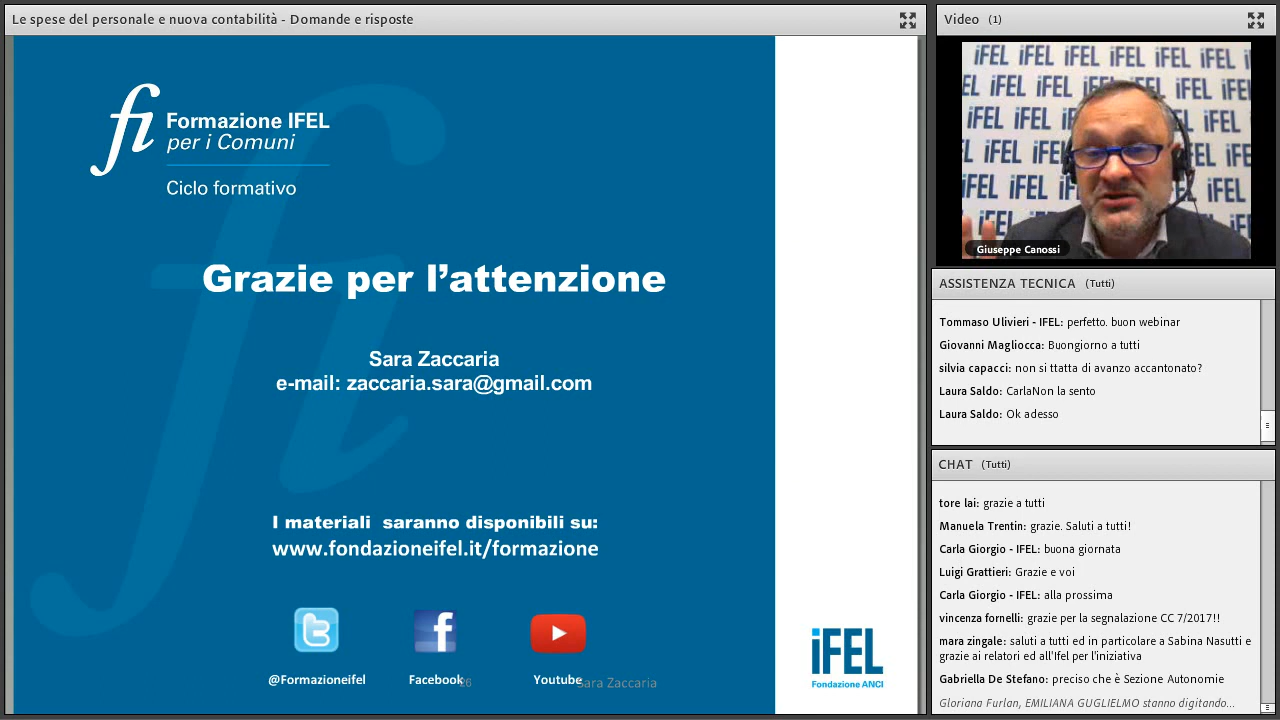 Le spese del personale e nuova contabilità - Domande e risposte
fi
Formazione IFEL
per i Comuni
Ciclo formativo
Grazie per l'attenzione
Sara Zaccaria
e-mail: zaccaria.sara@gmail.com
I materiali saranno disponibili su:
www.fondazioneifel.it/formazione
@Formazioneifel
Facebook
26
Youtube
Sara Zaccaria
iFEL
Fondazione ANCI
Video (1)
Giuseppe Canossi
ASSISTENZA TECNICA (Tutti)
Tommaso Ulivieri - IFEL: perfetto. buon webinar
Giovanni Magliocca: Buongiorno a tutti
silvia capacci: non si ttatta di avanzo accantonato?
Laura Saldo: CarlaNon la sento
Laura Saldo: Ok adesso
CHAT (Tutti)
tore lai: grazie a tutti
Manuela Trentin: grazie. Saluti a tutti!
Carla Giorgio - IFEL: buona giornata
Luigi Grattieri: Grazie e voi
Carla Giorgio - IFEL: alla prossima
vincenza fornelli: grazie per la segnalazione CC 7/2017!!
mara zingale: saluti a tutti ed in partcolare a Sabina Nasutti e
grazie ai relatori ed all'Ifel per l'iniziativa
Gabriella De Stefano: preciso che è Sezione Autonomie
Gloriana Furlan, EMILIANA GUGLIELMO stanno digitando...